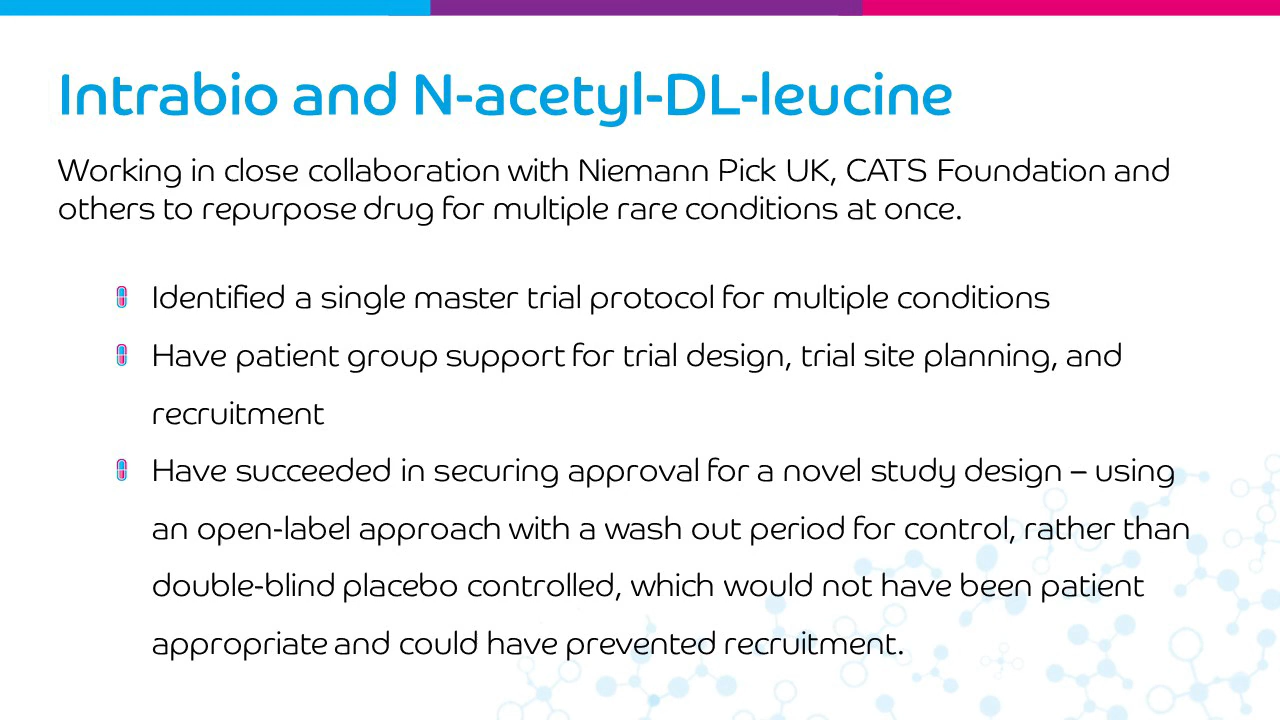 Intrabio and N-acetyl-DL-leucine
Working in close collaboration with Niemann Pick UK, CATS Foundation and
others to repurpose drug for multiple rare conditions at once.
Identified a single master trial protocol for multiple conditions
Have patient group support for trial design, trial site planning, and
recruitment
Have succeeded in securing approval for a novel study design – using
an open-label approach with a wash out period for control, rather than
double-blind placebo controlled, which would not have been patient
appropriate and could have prevented recruitment.